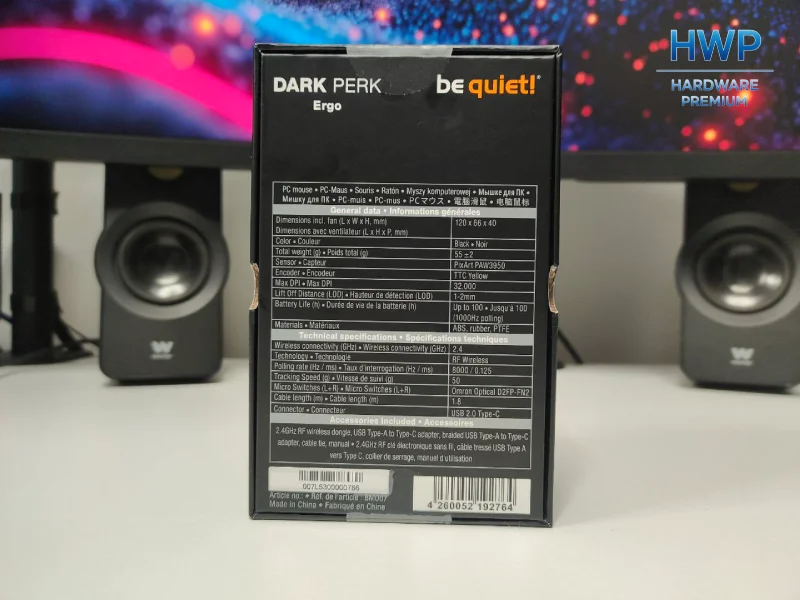 HWP
HARDWARE
PREMIUM
DARK PERK
Ergo
be quiet!®
PC mouse • PC-Maus • Souris • Ratón • Myszy komputerowej • Мышке для ПК •
Мишку для ПК • PC-muis • PC-mus • PCマウス • 電腦滑鼠 • 电脑鼠标
General data • Informations générales
Dimensions incl. fan (L x W x H, mm) 120 x 66 x 40
Dimensions avec ventilateur (L x H x P, mm)
Color • Couleur Black • Noir
Total weight (g) • Poids total (g) 55 ±2
Sensor • Capteur PixArt PAW3950
Encoder • Encodeur TTC Yellow
Max DPI • Max DPI 32.000
Lift Off Distance (LOD) • Hauteur de détection (LOD) 1-2mm
Battery Life (h) • Durée de vie de la batterie (h) Up to 100 • Jusqu'à 100
(1000Hz polling)
Materials • Matériaux ABS, rubber, PTFE
Technical specifications • Spécifications techniques
Wireless connectivity (GHz) • Wireless connectivity (GHz) 2.4
Technology • Technologie RF Wireless
Polling rate (Hz / ms) • Taux d'interrogation (Hz / ms) 8000 / 0.125
Tracking Speed (g) • Vitesse de suivi (g) 50
Micro Switches (L+R) • Micro Switches (L+R) Omron Optical D2FP-FN2
Cable length (m) • Cable length (m) 1.8
Connector • Connecteur USB 2.0 Type-C
Accessories included • Accessoires
2.4GHz RF wireless dongle, USB Type-A to Type-C adapter, braided USB Type-A to Type-C
adapter, cable tie, manual • 2.4GHz RF clé électronique sans fil, câble tressé USB Type A
vers Type C, collier de serrage, manuel d'utilisation
007LS300000786
Article no.: • Réf. de l'article : BM007
Made in China • Fabriqué en Chine
4 260052 192764